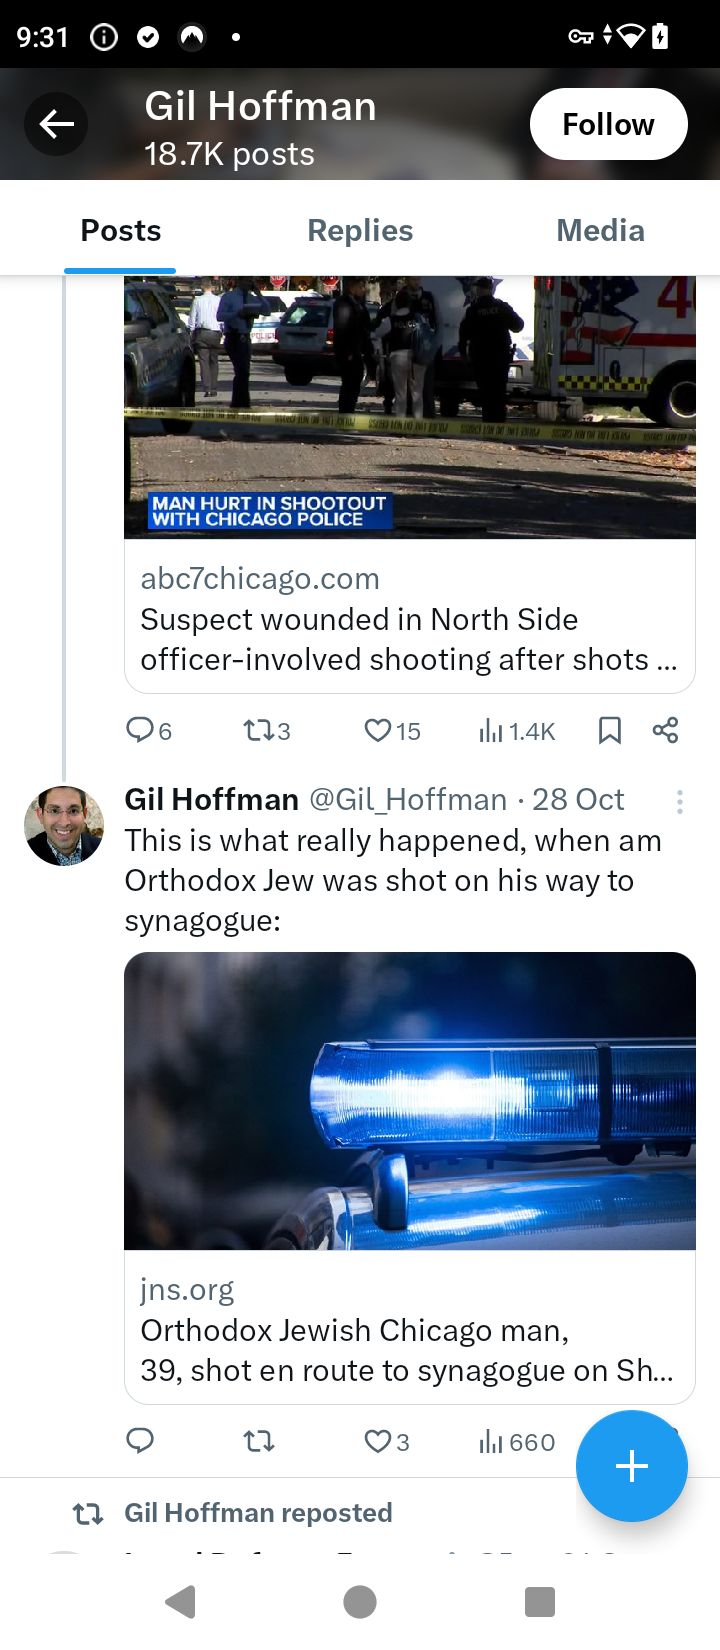 9:31
Gil Hoffman
18.7K posts
Follow
Posts
Replies
Media
MAN HURT IN SHOOTOUT
WITH CHICAGO POLICE
abc7chicago.com
Suspect wounded in North Side
officer-involved shooting after shots ...
6
3
15
1.4K
Gil Hoffman @Gil_Hoffman · 28 Oct
This is what really happened, when am
Orthodox Jew was shot on his way to
synagogue:
jns.org
Orthodox Jewish Chicago man,
39, shot en route to synagogue on Sh...
3
660
Gil Hoffman reposted